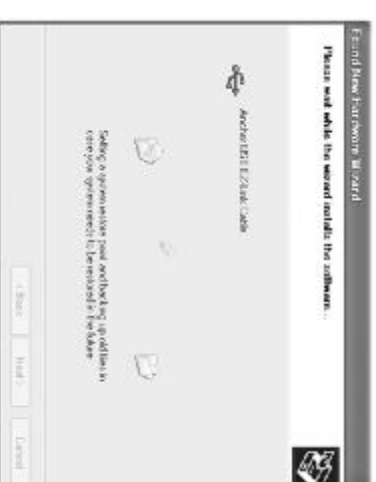 Found New Hardware Wizard
Please wait while the wizard installs the software...
Anchor USB EZ-Link Cable
Setting a system restore point and backing up old files in
case your system needs to be restored in the future.
< Back
Next >
Cancel